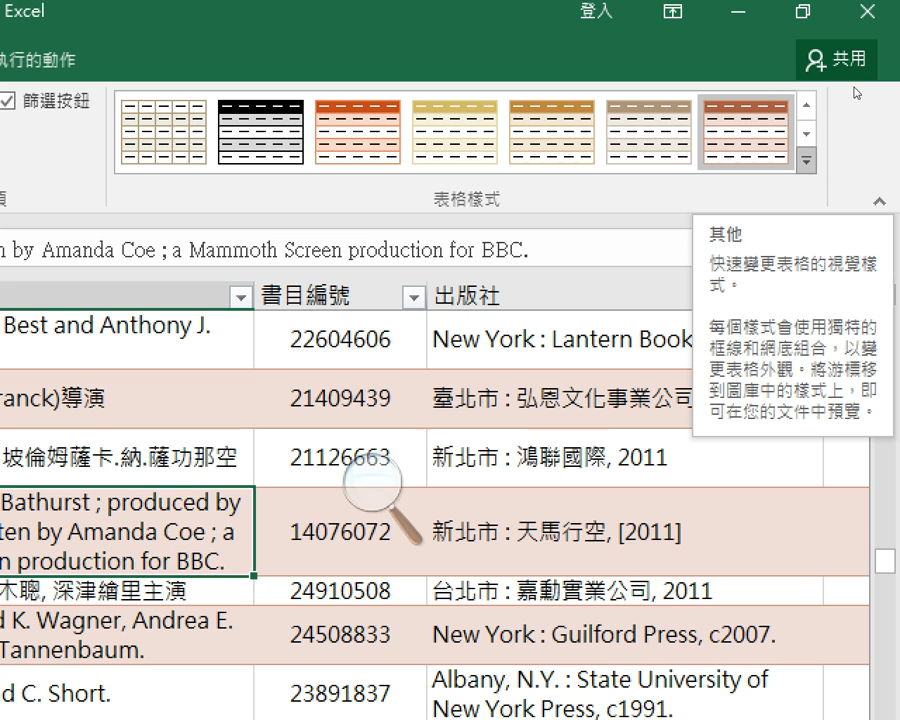 Excel 登入
執行的動作 共用
篩選按鈕
表格樣式
n by Amanda Coe ; a Mammoth Screen production for BBC.
其他
快速變更表格的視覺樣
式。
每個樣式會使用獨特的
框線和網底組合，以變
更表格外觀。將游標移
到圖庫中的樣式上，即
可在您的文件中預覽。
書目編號 出版社
Best and Anthony J. 22604606 New York : Lantern Book
ranck)導演 21409439 臺北市 : 弘恩文化事業公司
坡倫姆薩卡.納.薩功那空 21126663 新北市 : 鴻聯國際, 2011
Bathurst ; produced by
ten by Amanda Coe ; a 14076072 新北市 : 天馬行空, [2011]
n production for BBC.
木聰, 深津繪里主演 24910508 台北市 : 嘉勳實業公司, 2011
d K. Wagner, Andrea E.
Tannenbaum. 24508833 New York : Guilford Press, c2007.
d C. Short. 23891837 Albany, N.Y. : State University of
New York Press, c1991.